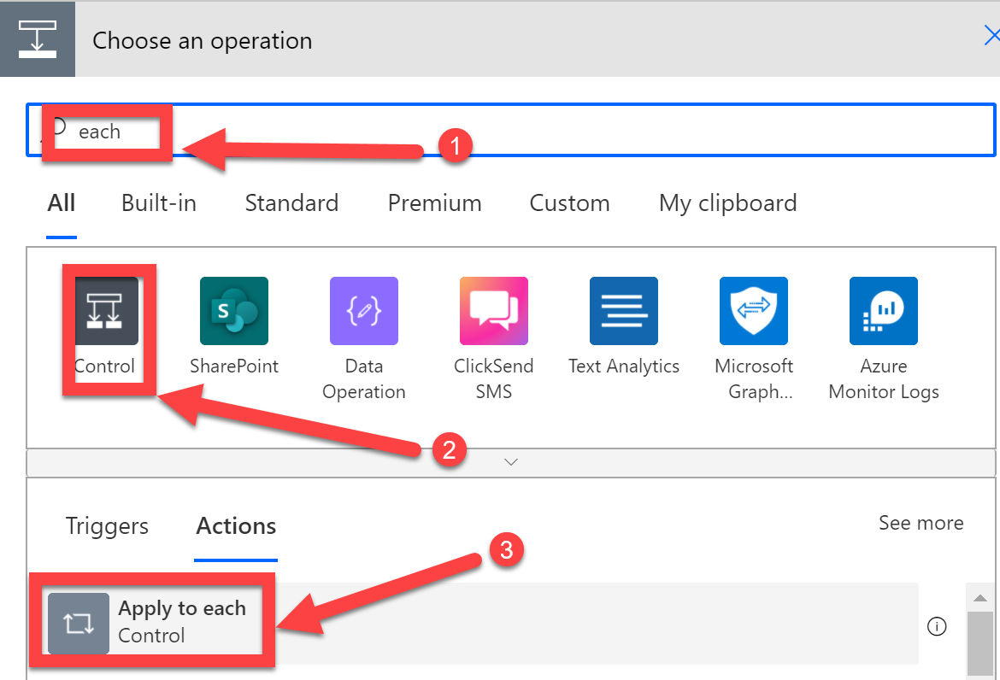 Choose an operation
each
1
All Built-in Standard Premium Custom My clipboard
S
Control SharePoint Data Operation ClickSend SMS Text Analytics Microsoft Graph... Azure Monitor Logs
2
Triggers Actions See more
3
Apply to each
Control